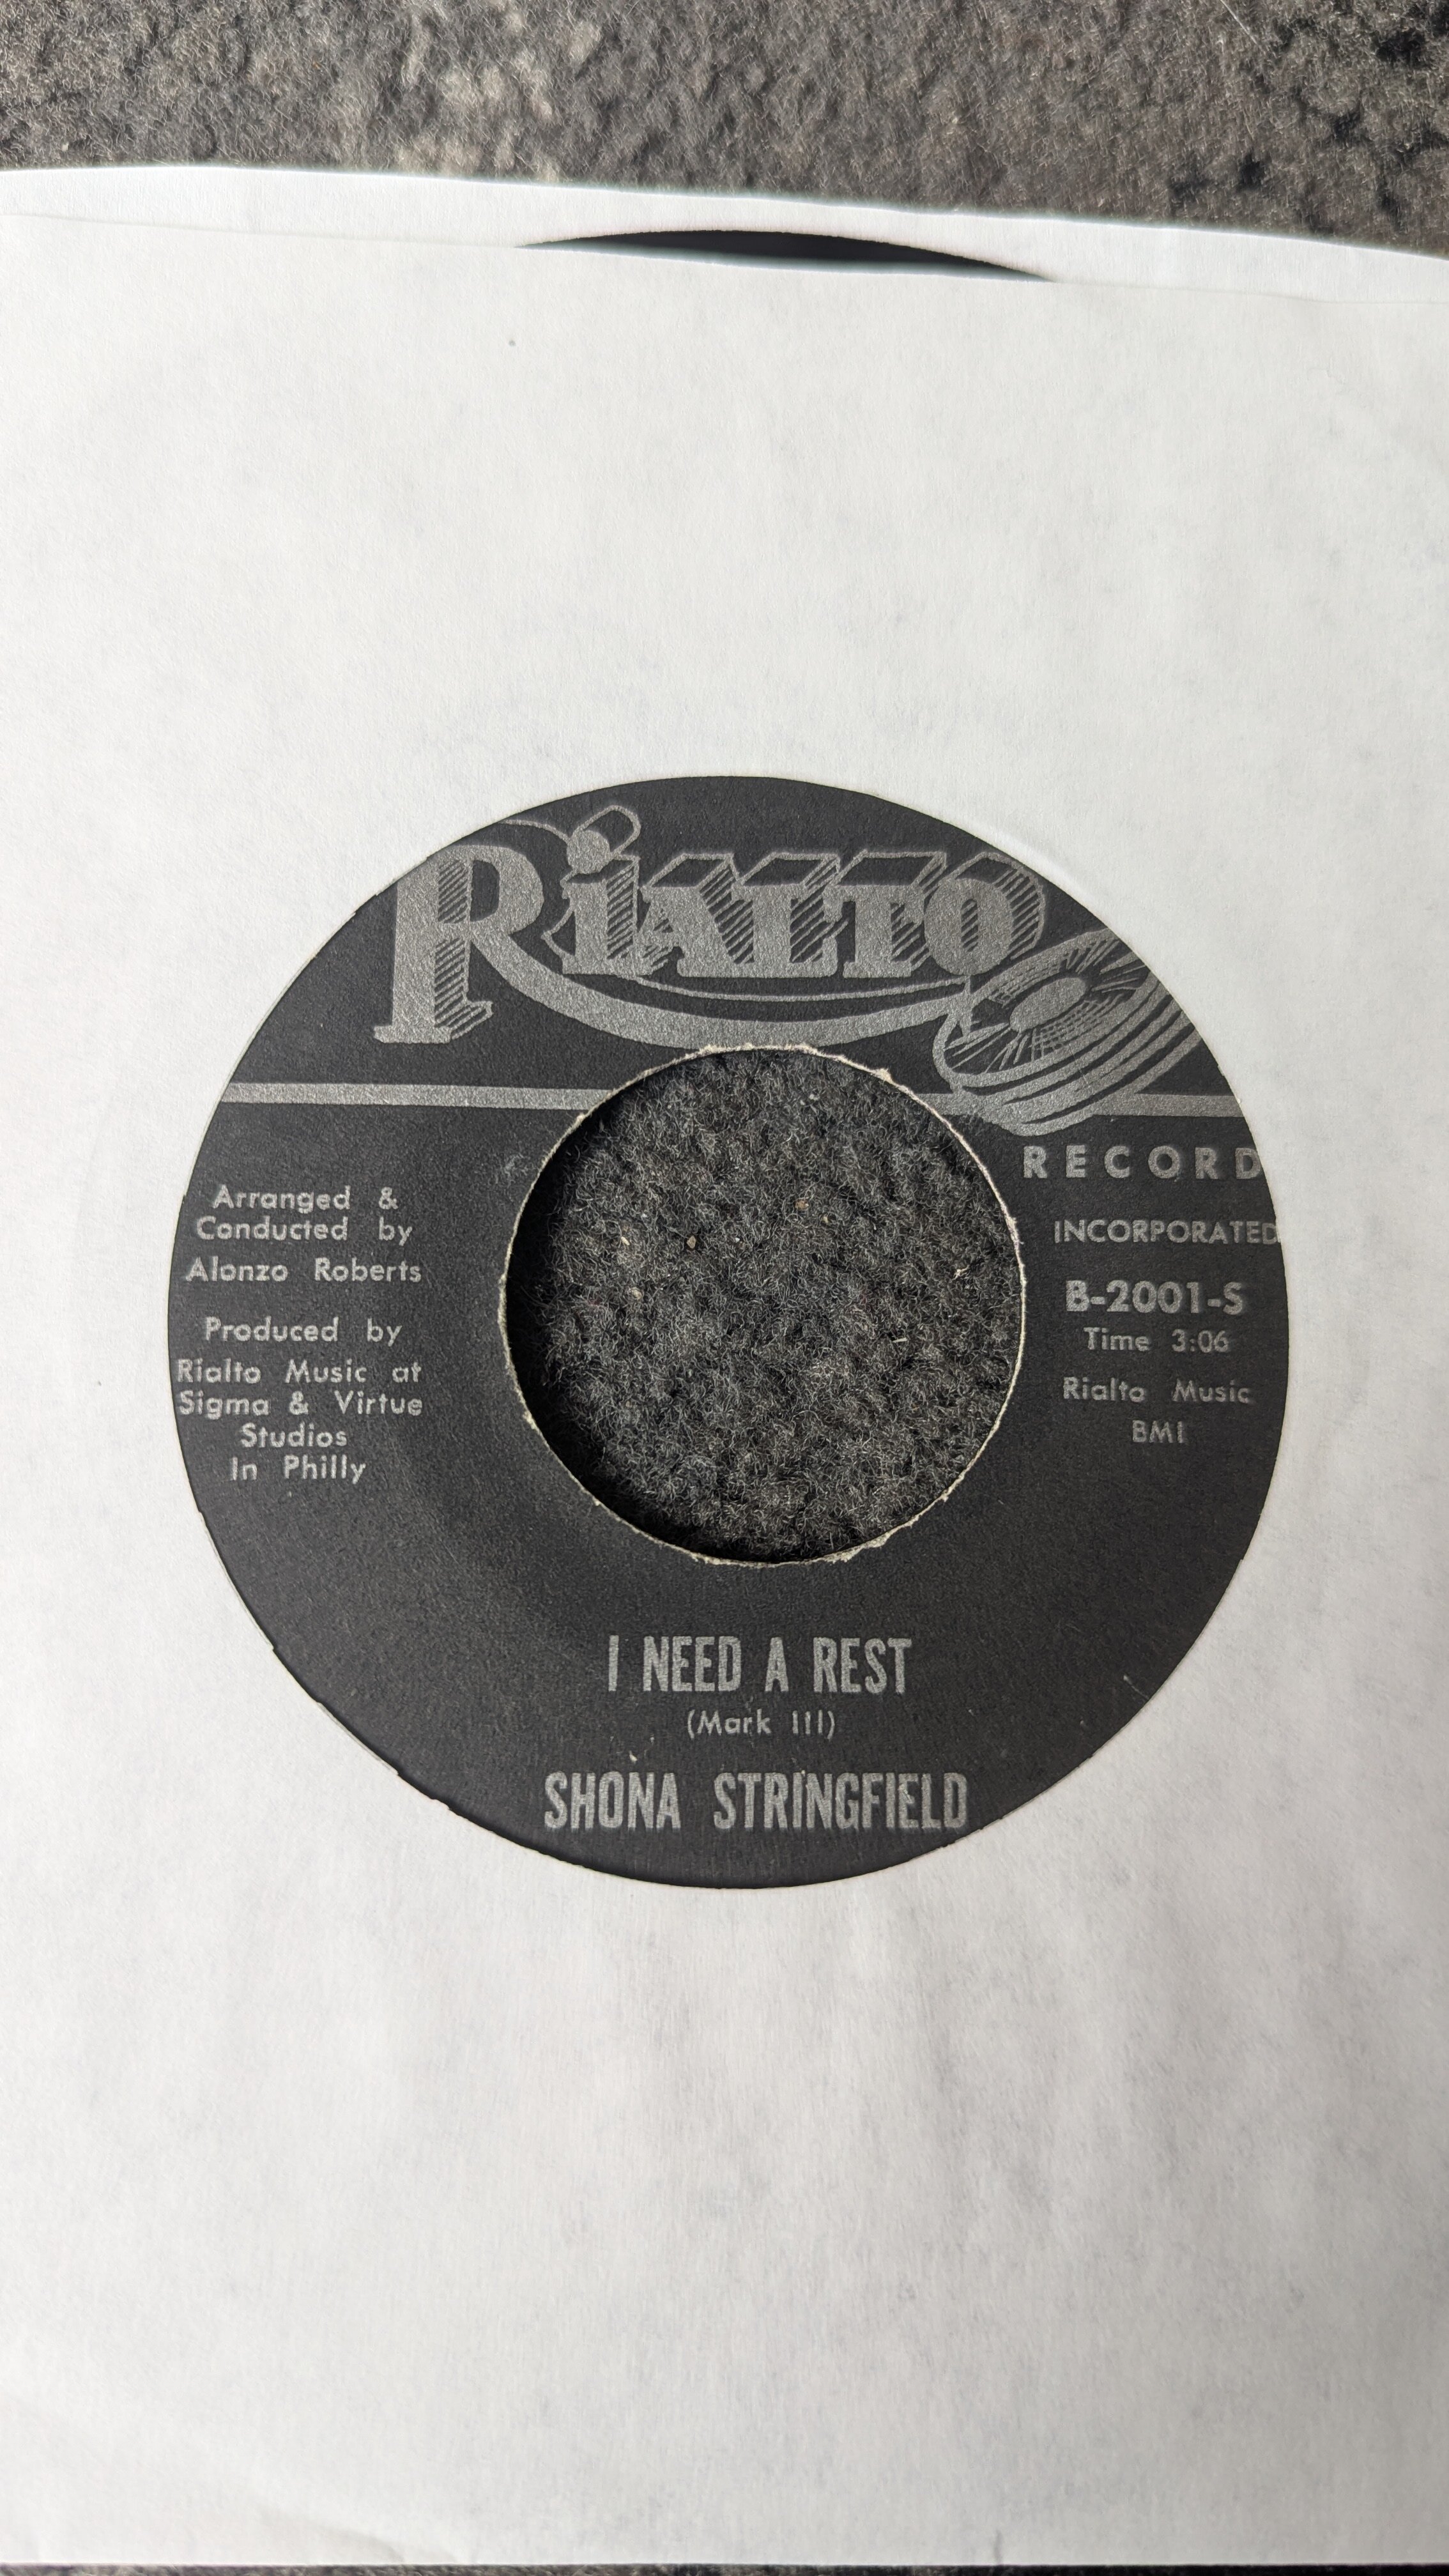 RIALTO
RECORD
INCORPORATED
B-2001-S
Time 3:06
Rialto Music
BMI
Arranged &
Conducted by
Alonzo Roberts
Produced by
Rialto Music at
Sigma & Virtue
Studios
In Philly
I NEED A REST
(Mark III)
SHONA STRINGFIELD